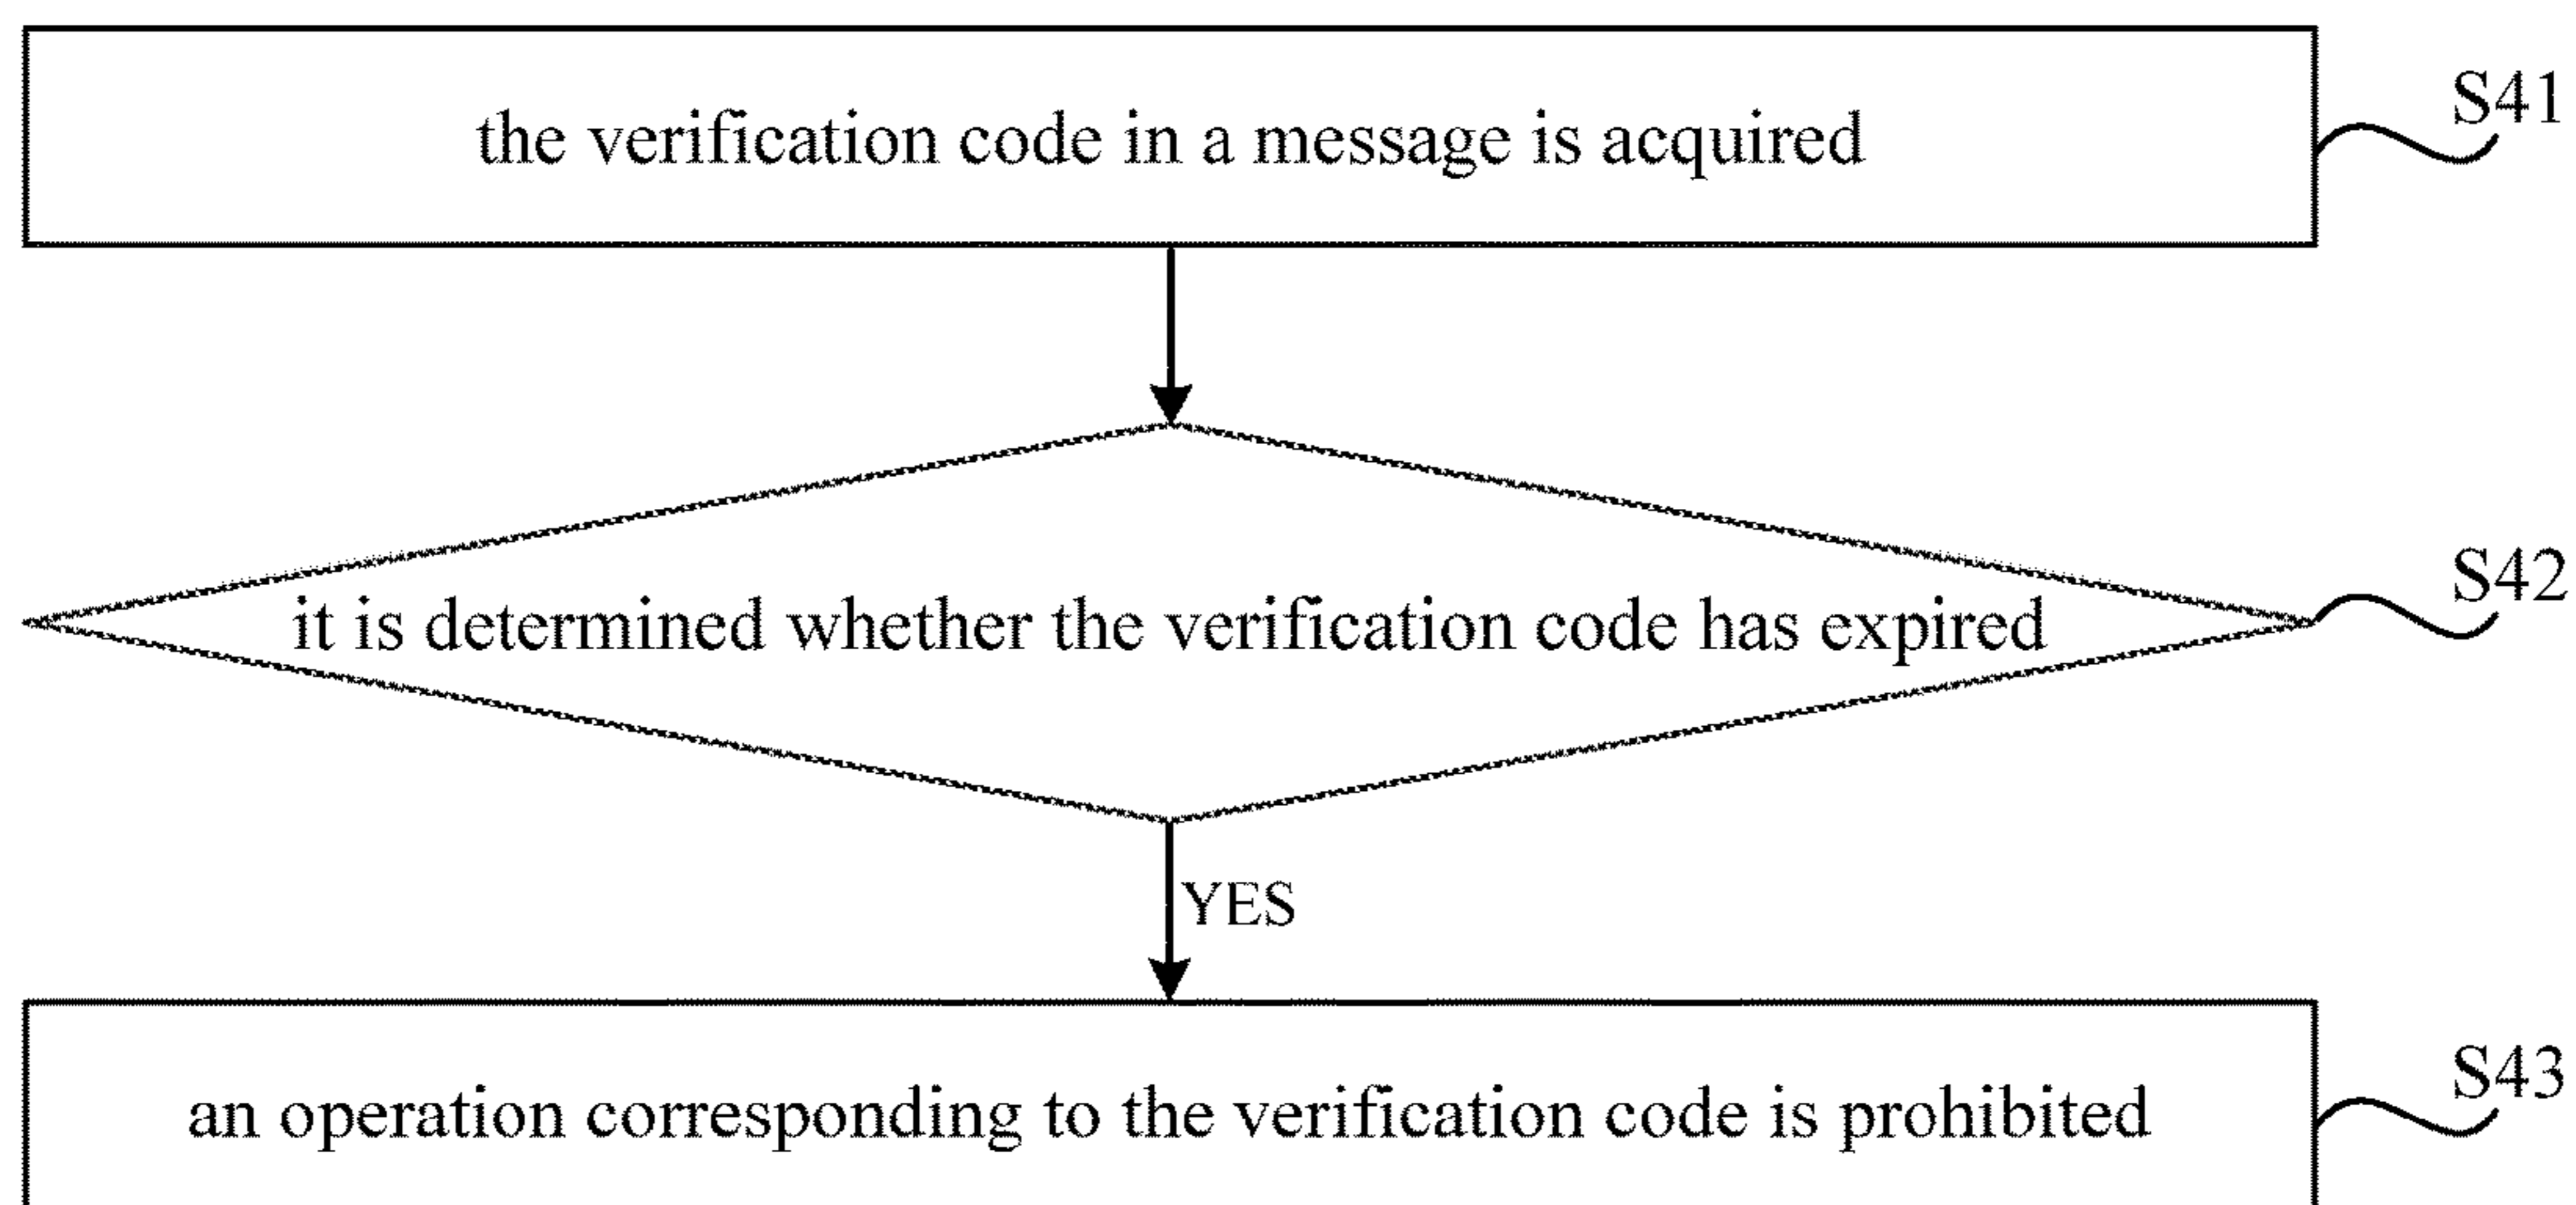 the verification code in a message is acquired
S41
it is determined whether the verification code has expired
S42
YES
an operation corresponding to the verification code is prohibited
S43